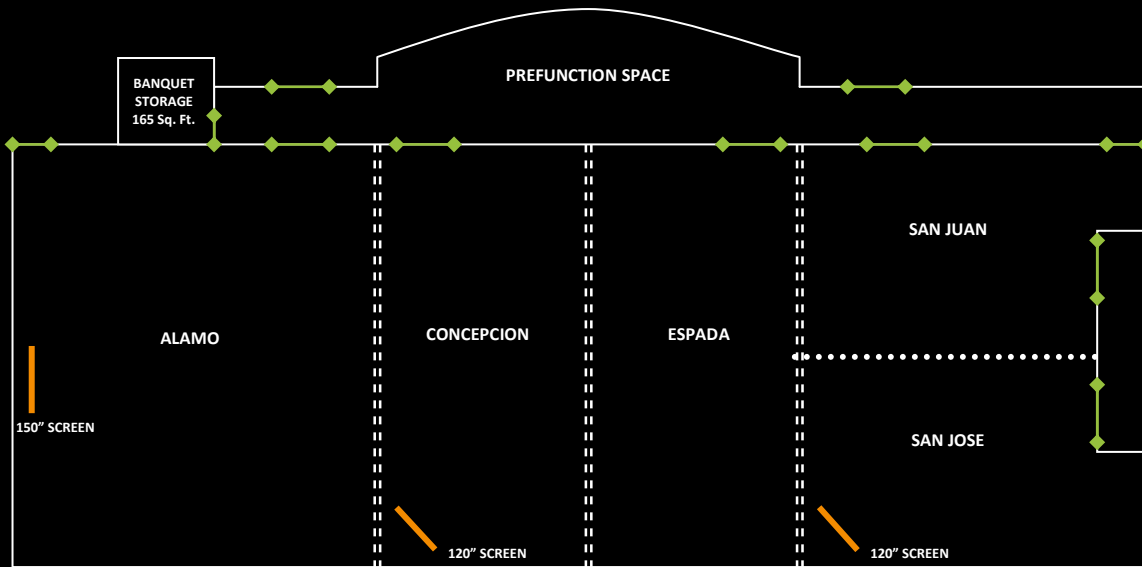 PREFUNCTION SPACE
BANQUET
STORAGE
165 Sq. Ft.
SAN JUAN
ALAMO
CONCEPCION
ESPADA
150” SCREEN
SAN JOSE
120” SCREEN
120” SCREEN